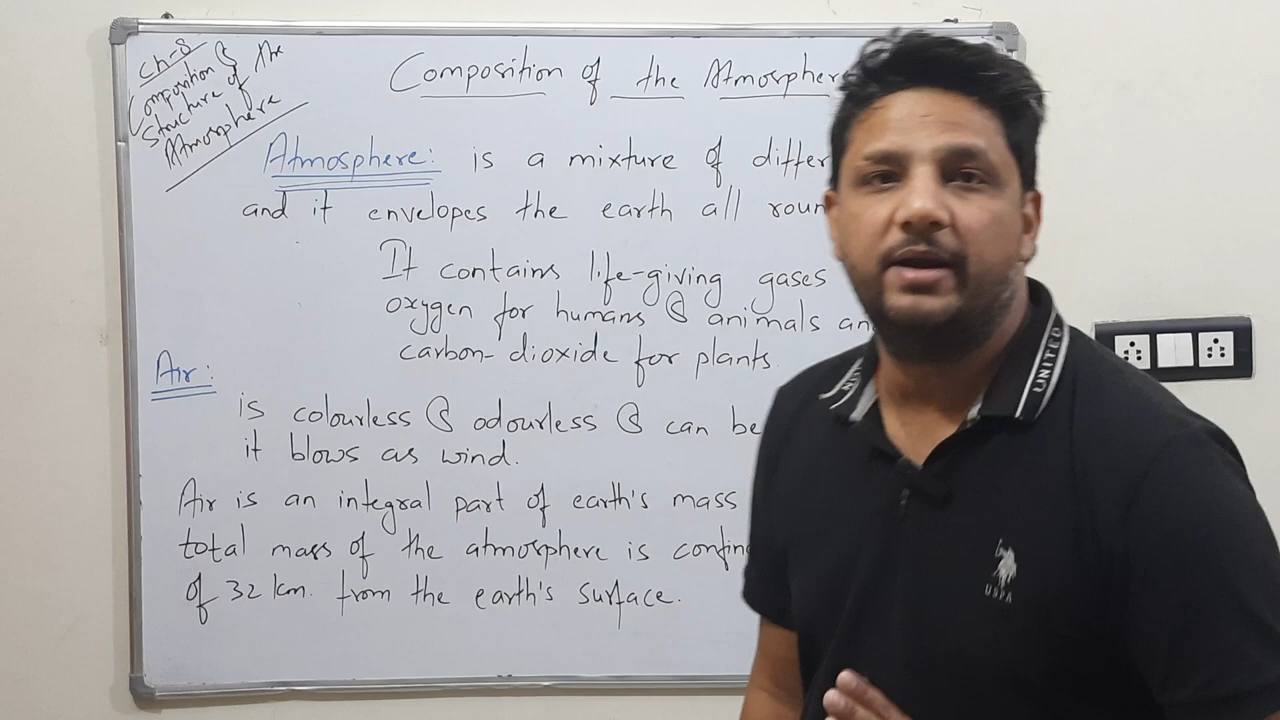 Ch-8
Composition &
Structure of the
Atmosphere
Composition of the Atmosphere
Atmosphere: is a mixture of differ
and it envelopes the earth all roun
It contains life-giving gases
oxygen for humans & animals an
carbon-dioxide for plants.
Air:
is colourless & odourless & can be
it blows as wind.
Air is an integral part of earth's mass
total mass of the atmosphere is confin
of 32 km. from the earth's surface.
UNITED
USPA